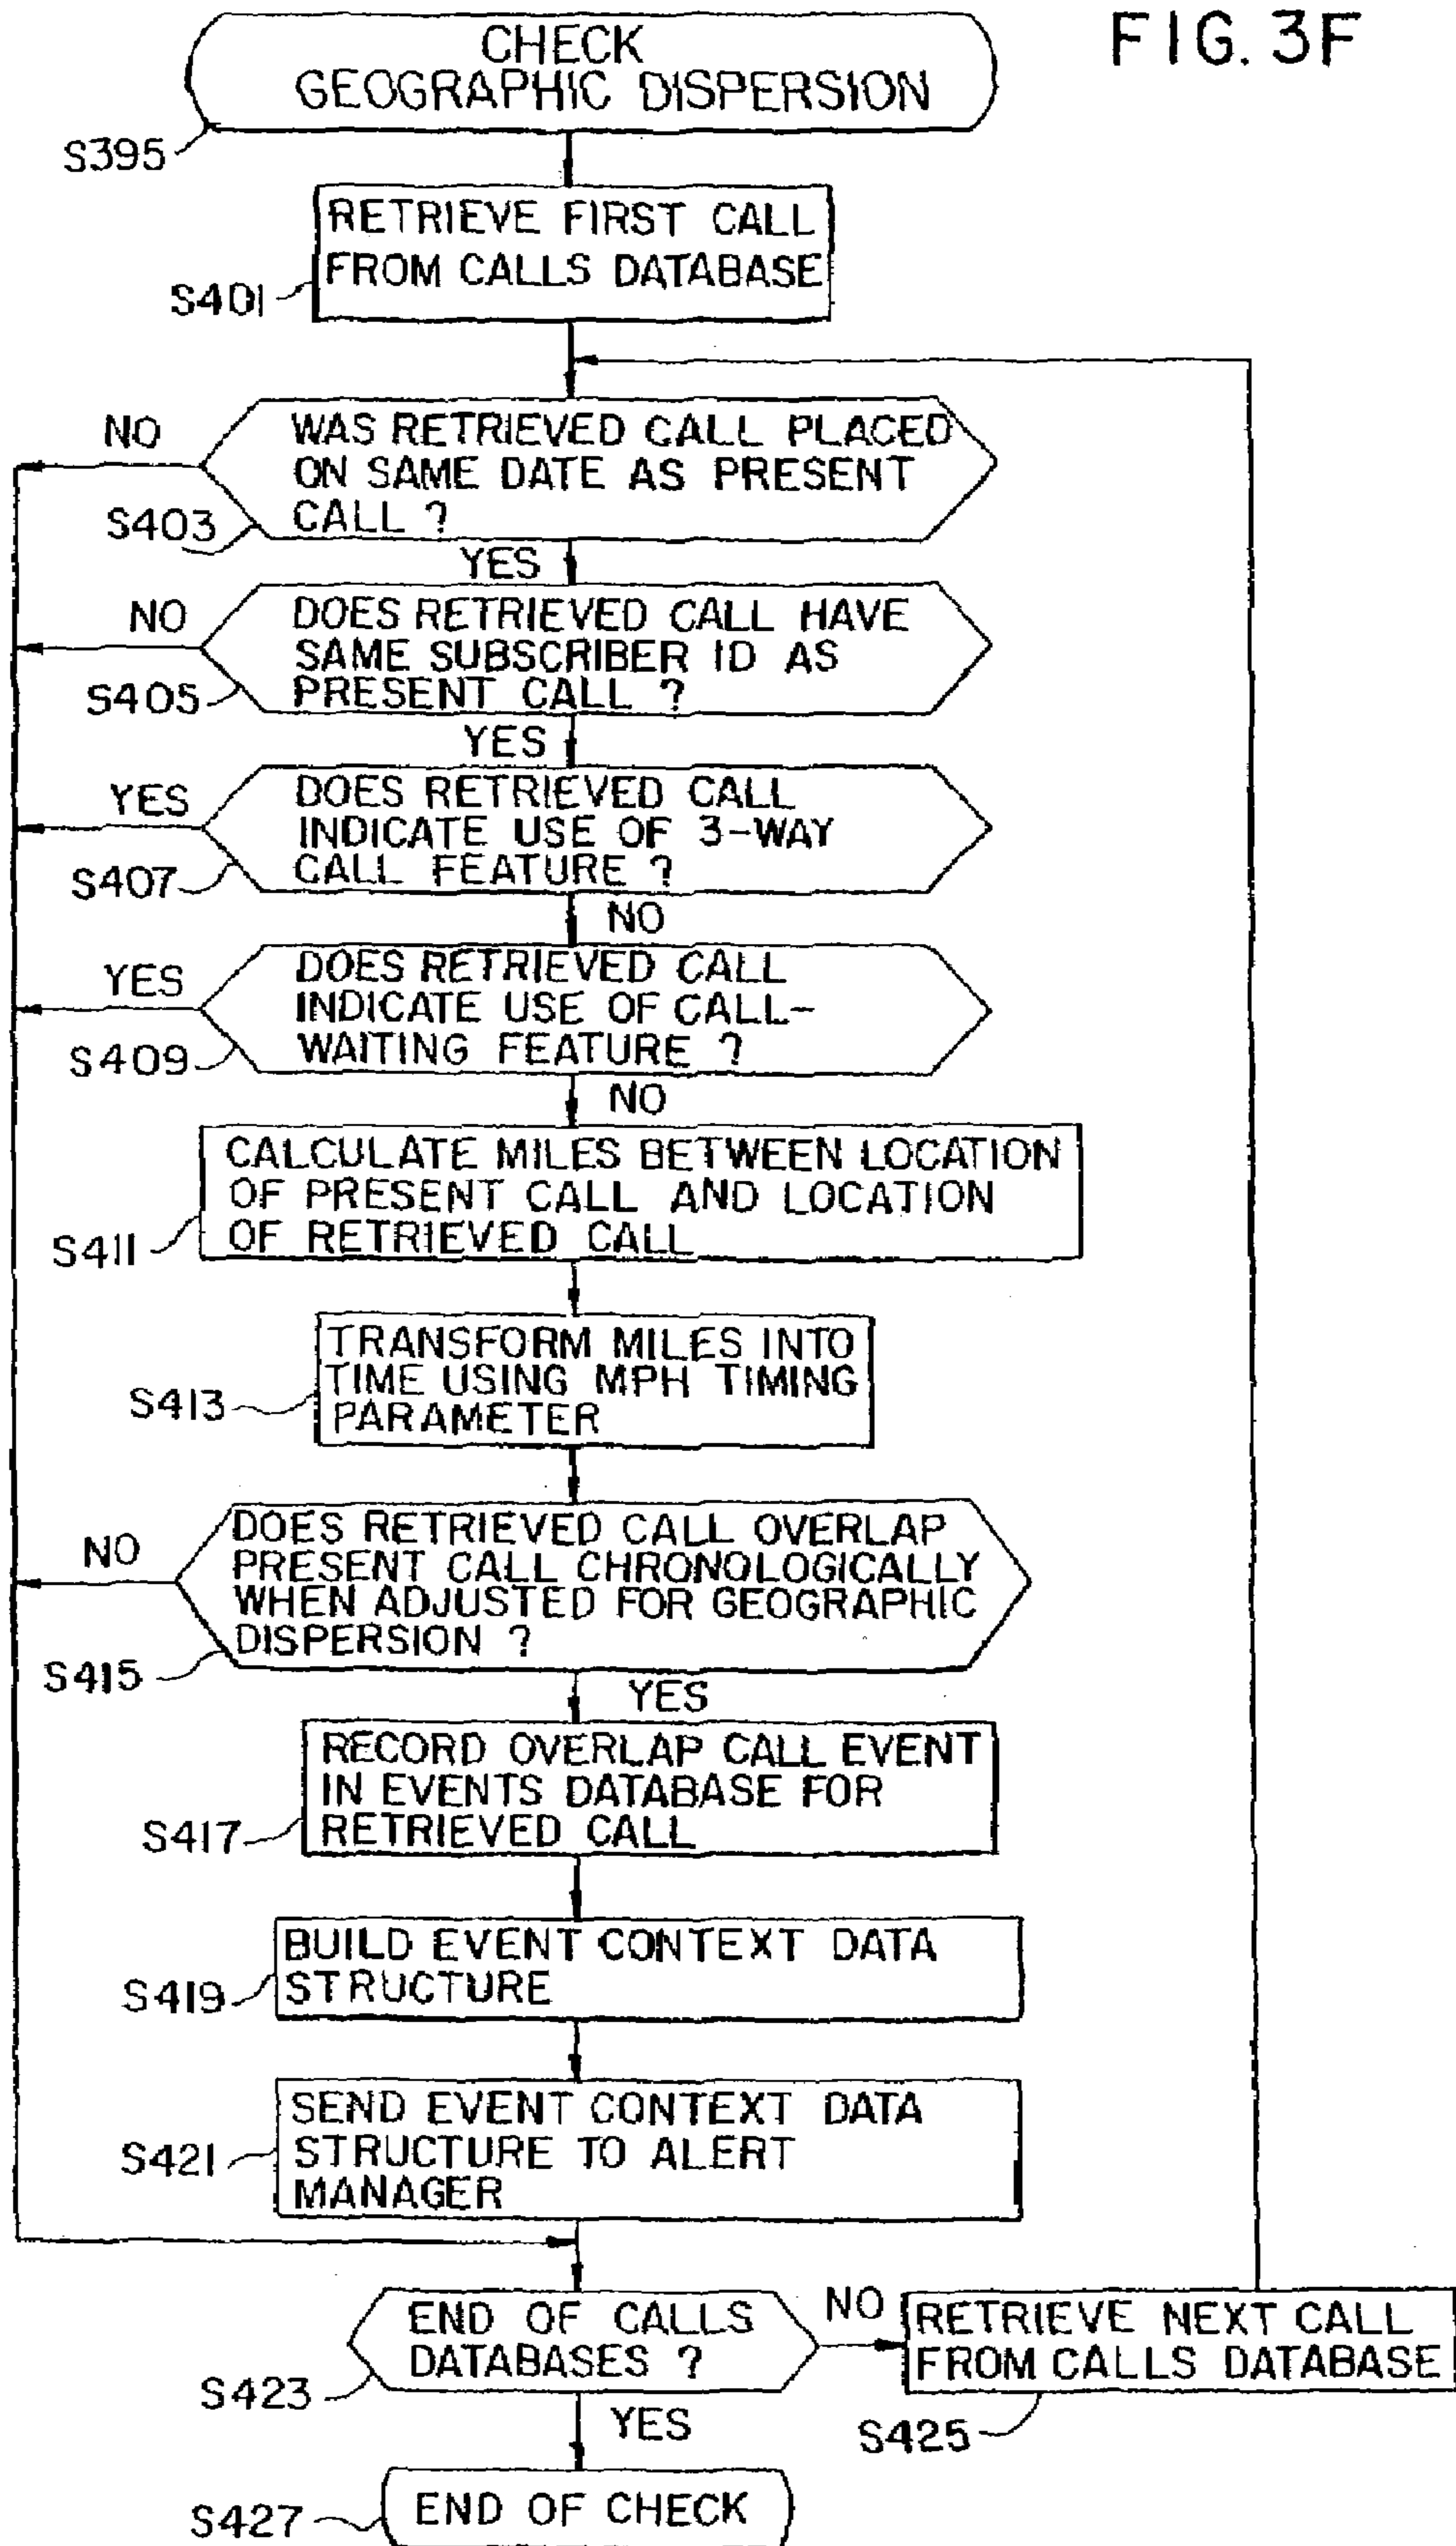 FIG. 3F
CHECK
GEOGRAPHIC DISPERSION
S395
RETRIEVE FIRST CALL
FROM CALLS DATABASE
S401
NO
WAS RETRIEVED CALL PLACED
ON SAME DATE AS PRESENT
CALL ?
S403
YES
NO
DOES RETRIEVED CALL HAVE
SAME SUBSCRIBER ID AS
PRESENT CALL ?
S405
YES
YES
DOES RETRIEVED CALL
INDICATE USE OF 3-WAY
CALL FEATURE ?
S407
NO
YES
DOES RETRIEVED CALL
INDICATE USE OF CALL-
WAITING FEATURE ?
S409
NO
CALCULATE MILES BETWEEN LOCATION
OF PRESENT CALL AND LOCATION
OF RETRIEVED CALL
S411
TRANSFORM MILES INTO
TIME USING MPH TIMING
PARAMETER
S413
NO
DOES RETRIEVED CALL OVERLAP
PRESENT CALL CHRONOLOGICALLY
WHEN ADJUSTED FOR GEOGRAPHIC
DISPERSION ?
S415
YES
RECORD OVERLAP CALL EVENT
IN EVENTS DATABASE FOR
RETRIEVED CALL
S417
BUILD EVENT CONTEXT DATA
STRUCTURE
S419
SEND EVENT CONTEXT DATA
STRUCTURE TO ALERT
MANAGER
S421
END OF CALLS
DATABASES ?
S423
NO
RETRIEVE NEXT CALL
FROM CALLS DATABASE
S425
YES
END OF CHECK
S427